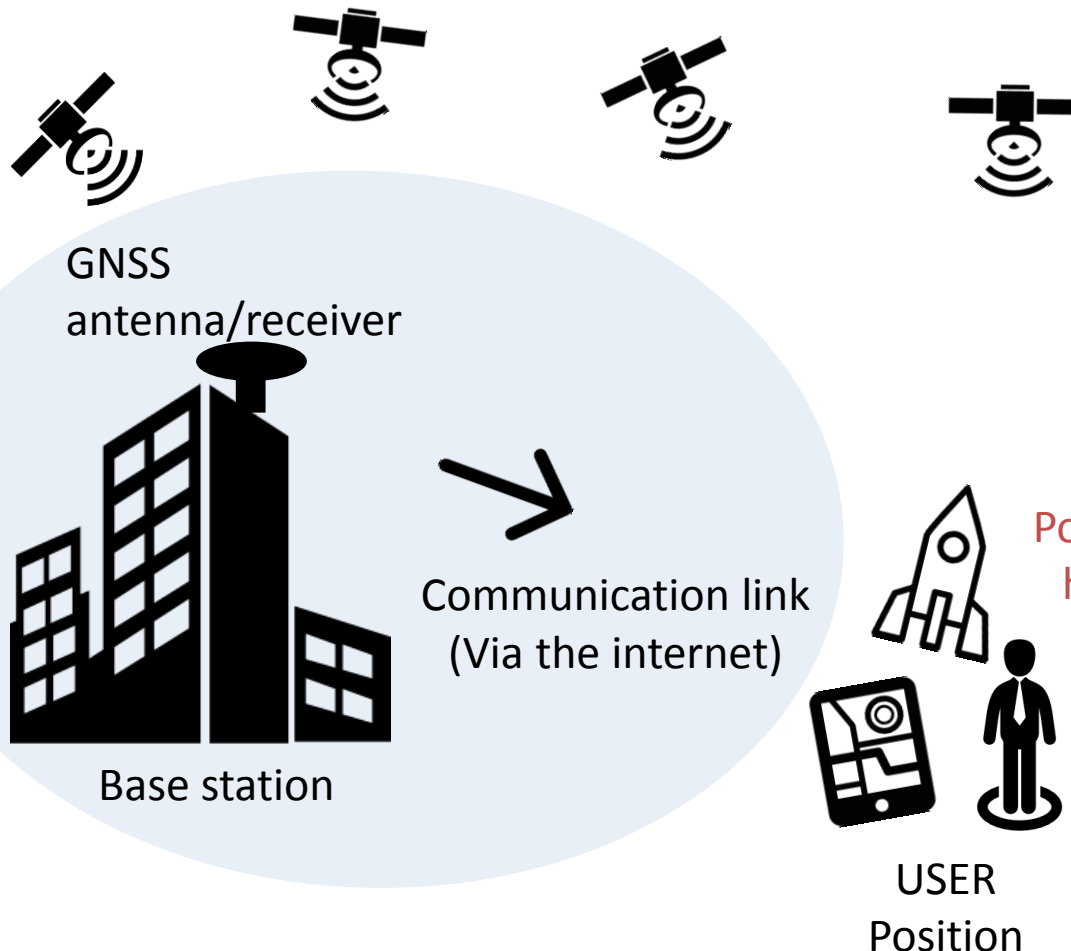 GNSS
antenna/receiver
Communication link
(Via the internet)
Base station
USER
Position